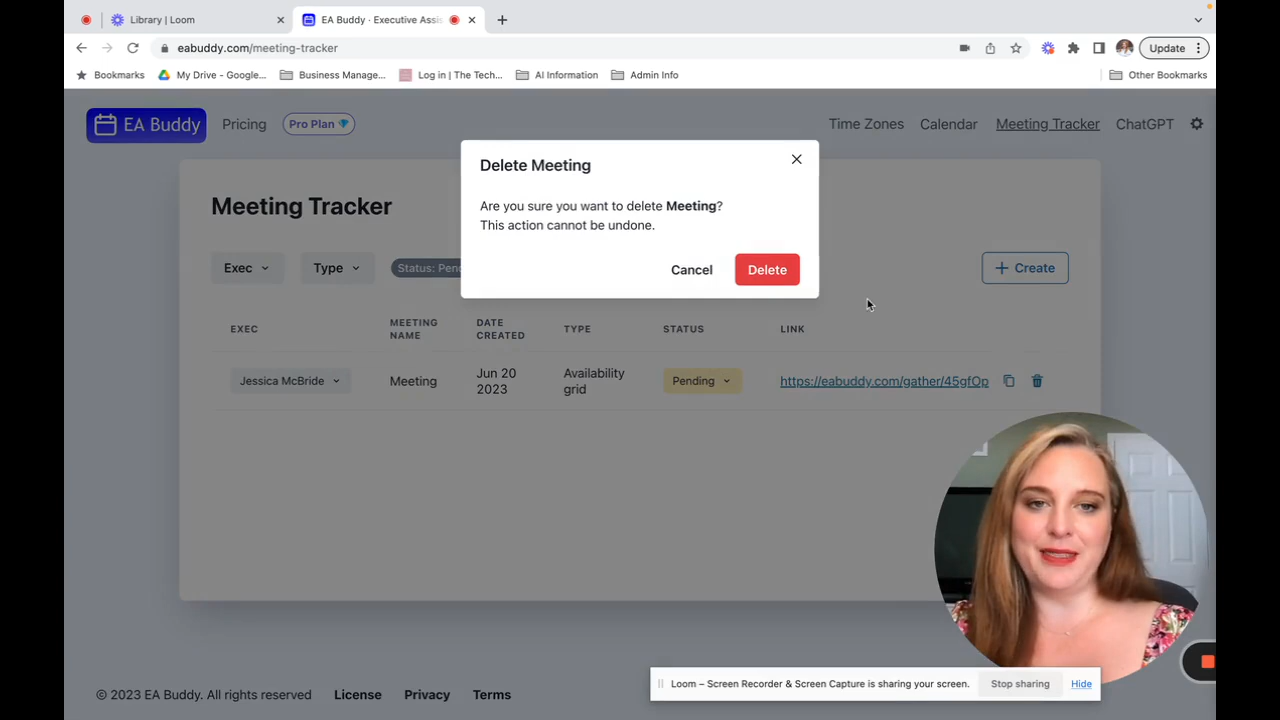 Library | Loom
EA Buddy · Executive Assis
eabuddy.com/meeting-tracker
Update
Bookmarks
My Drive - Google...
Business Manage...
Log in | The Tech...
AI Information
Admin Info
Other Bookmarks
EA Buddy
Pricing
Pro Plan
Time Zones
Calendar
Meeting Tracker
ChatGPT
Delete Meeting
Are you sure you want to delete Meeting?
This action cannot be undone.
Cancel
Delete
Meeting Tracker
Exec
Type
Status: Pen
+ Create
EXEC
MEETING
NAME
DATE
CREATED
TYPE
STATUS
LINK
Jessica McBride
Meeting
Jun 20
2023
Availability
grid
Pending
https://eabuddy.com/gather/45gfOp
© 2023 EA Buddy. All rights reserved
License
Privacy
Terms
Loom – Screen Recorder & Screen Capture is sharing your screen.
Stop sharing
Hide